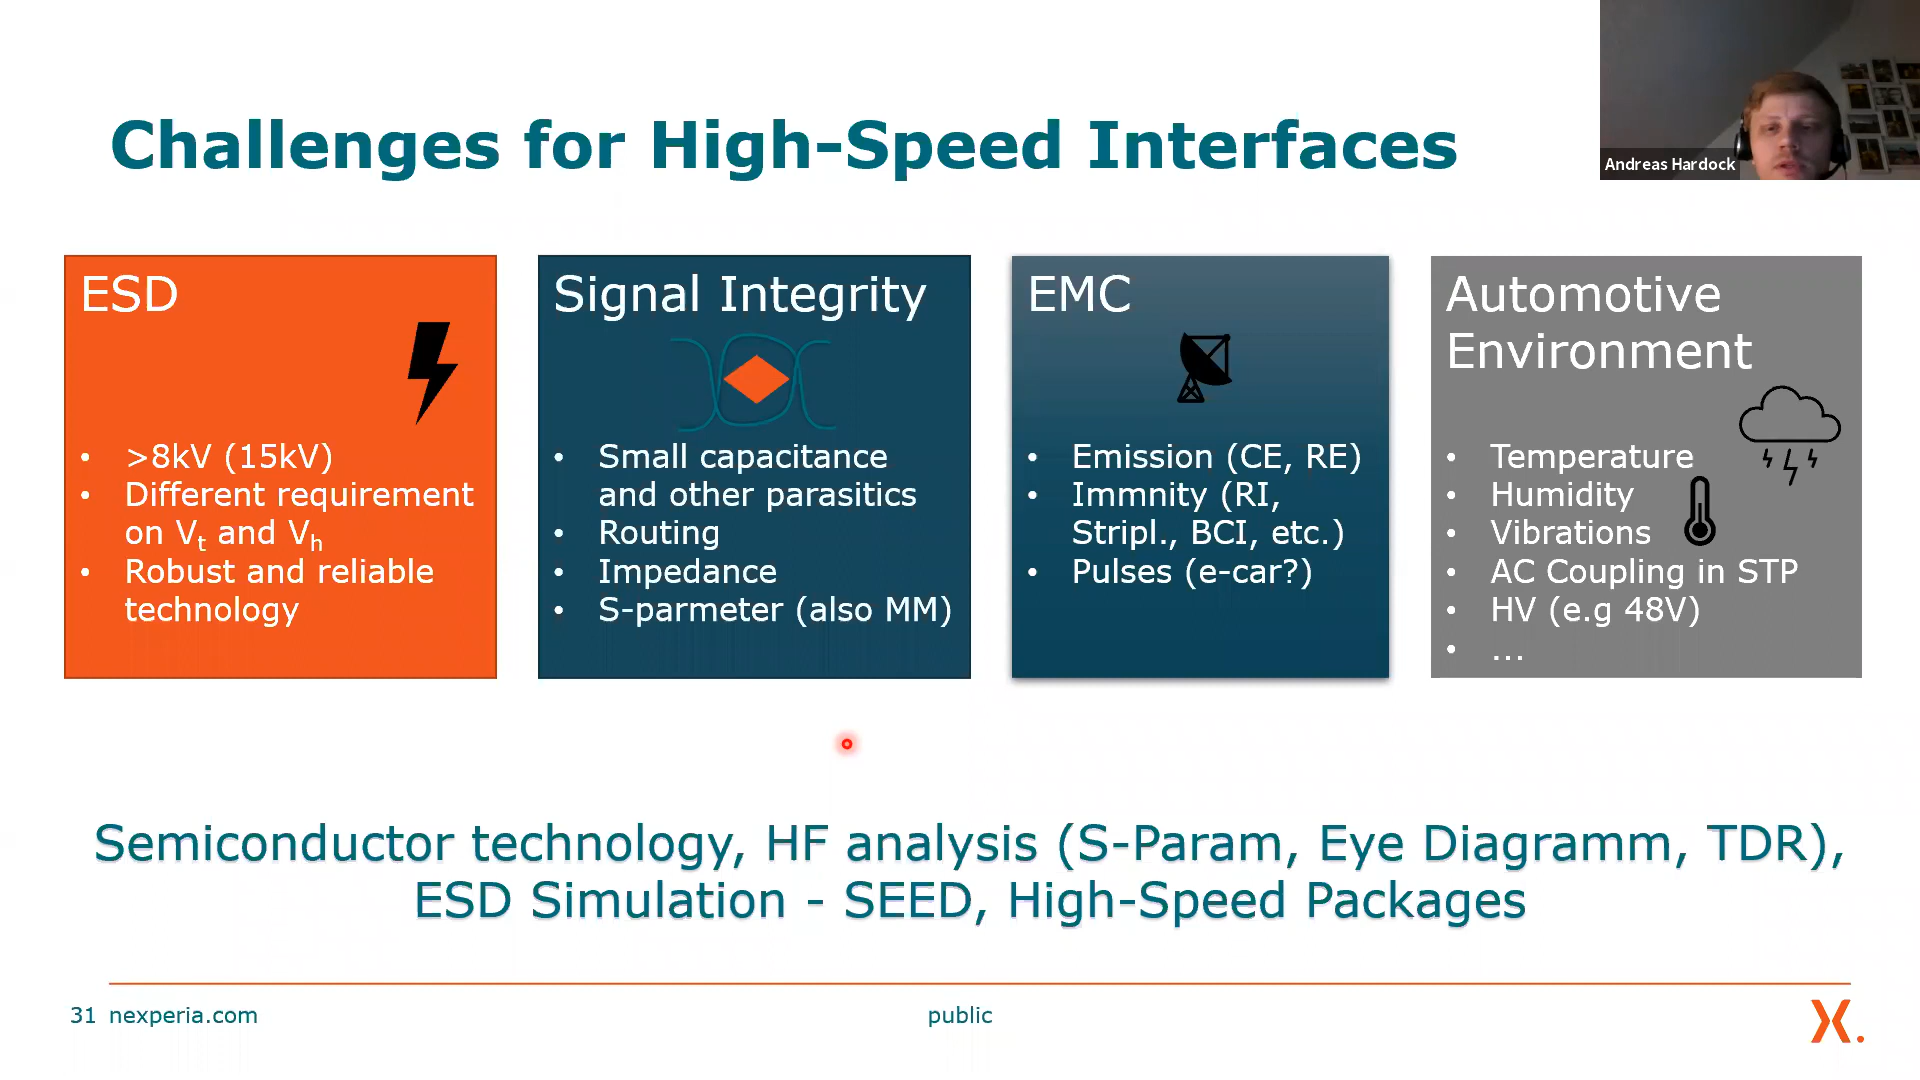 Challenges for High-Speed Interfaces
Andreas Hardock
ESD
• >8kV (15kV)
• Different requirement
on Vt and Vh
• Robust and reliable
technology
Signal Integrity
• Small capacitance
and other parasitics
• Routing
• Impedance
• S-parmeter (also MM)
EMC
• Emission (CE, RE)
• Immnity (RI,
Stripl., BCI, etc.)
• Pulses (e-car?)
Automotive
Environment
• Temperature
• Humidity
• Vibrations
• AC Coupling in STP
• HV (e.g 48V)
• ...
Semiconductor technology, HF analysis (S-Param, Eye Diagramm, TDR),
ESD Simulation - SEED, High-Speed Packages
31 nexperia.com
public